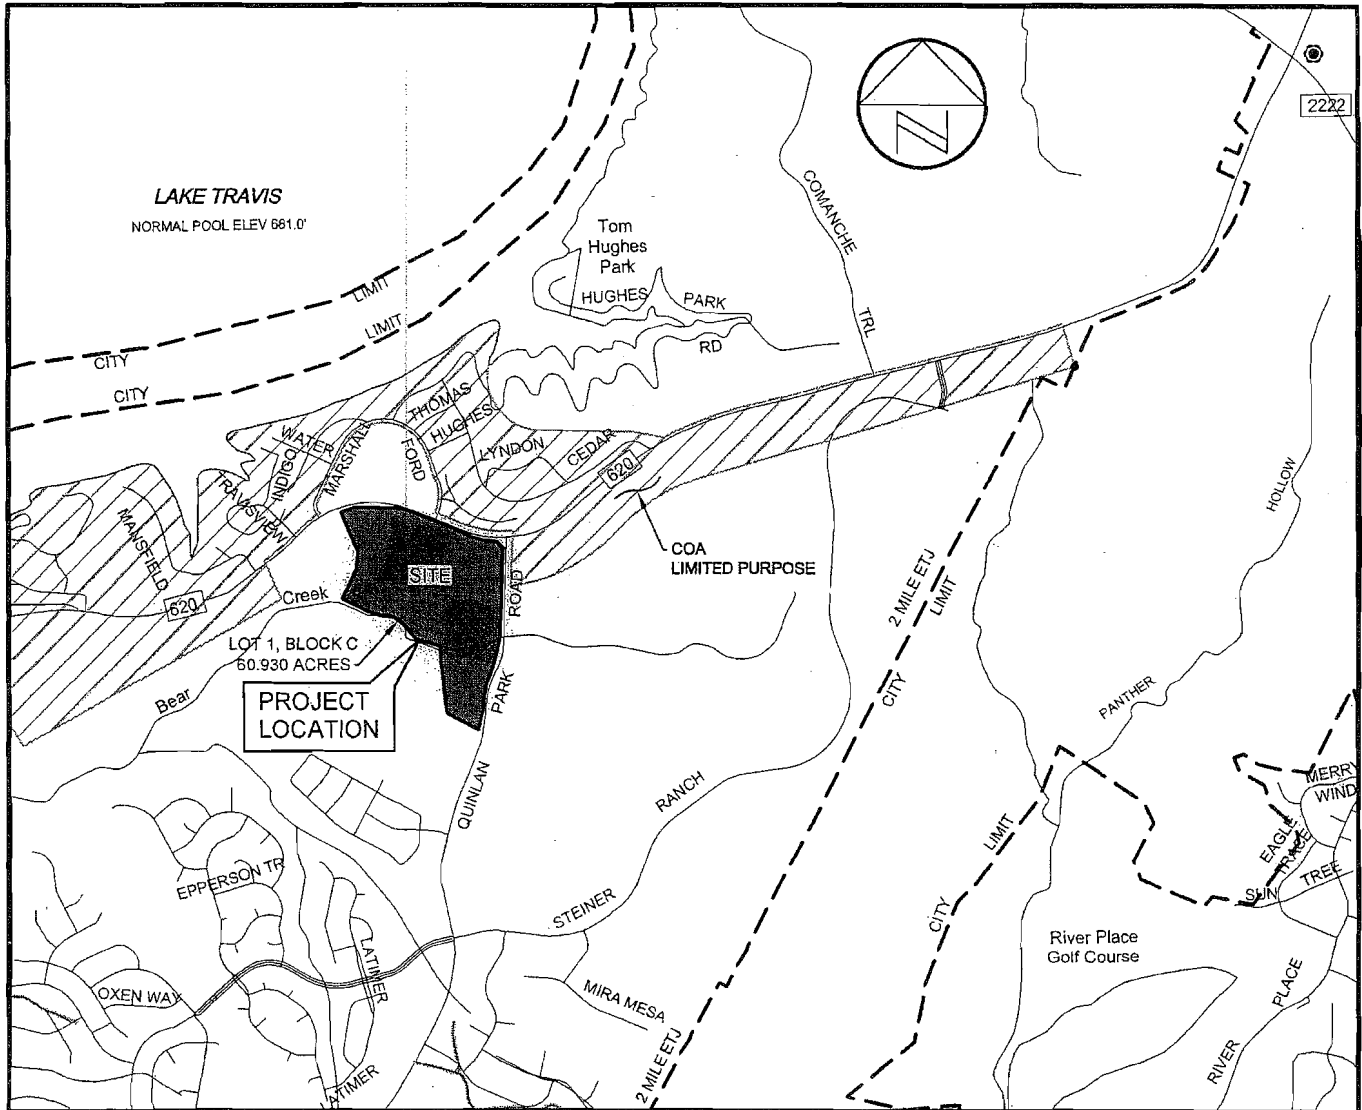 2222
LAKE TRAVIS
NORMAL POOL ELEV 681.0'
Tom
Hughes
Park
COMANCHE
TRL
HUGHES
PARK
RD
LIMIT
LIMIT
CITY
CITY
THOMAS
HUGHES
LYNDON
CEDAR
WATER
INDIGO
MARSHALL
FORD
TRAVISVIEW
MANSFIELD
620
620
COA
LIMITED PURPOSE
SITE
Creek
ROAD
LOT 1, BLOCK C
60.930 ACRES
PROJECT
LOCATION
Bear
PARK
QUINLAN
2 MILE ETJ
LIMIT
CITY
HOLLOW
PANTHER
RANCH
STEINER
EPPERSON TR
LATIMER
OXEN WAY
MIRA MESA
LATIMER
2 MILE ETJ
LIMIT
CITY
MERRY
WIND
EAGLE
TRACE
SUN
TREE
River Place
Golf Course
RIVER
PLACE
N